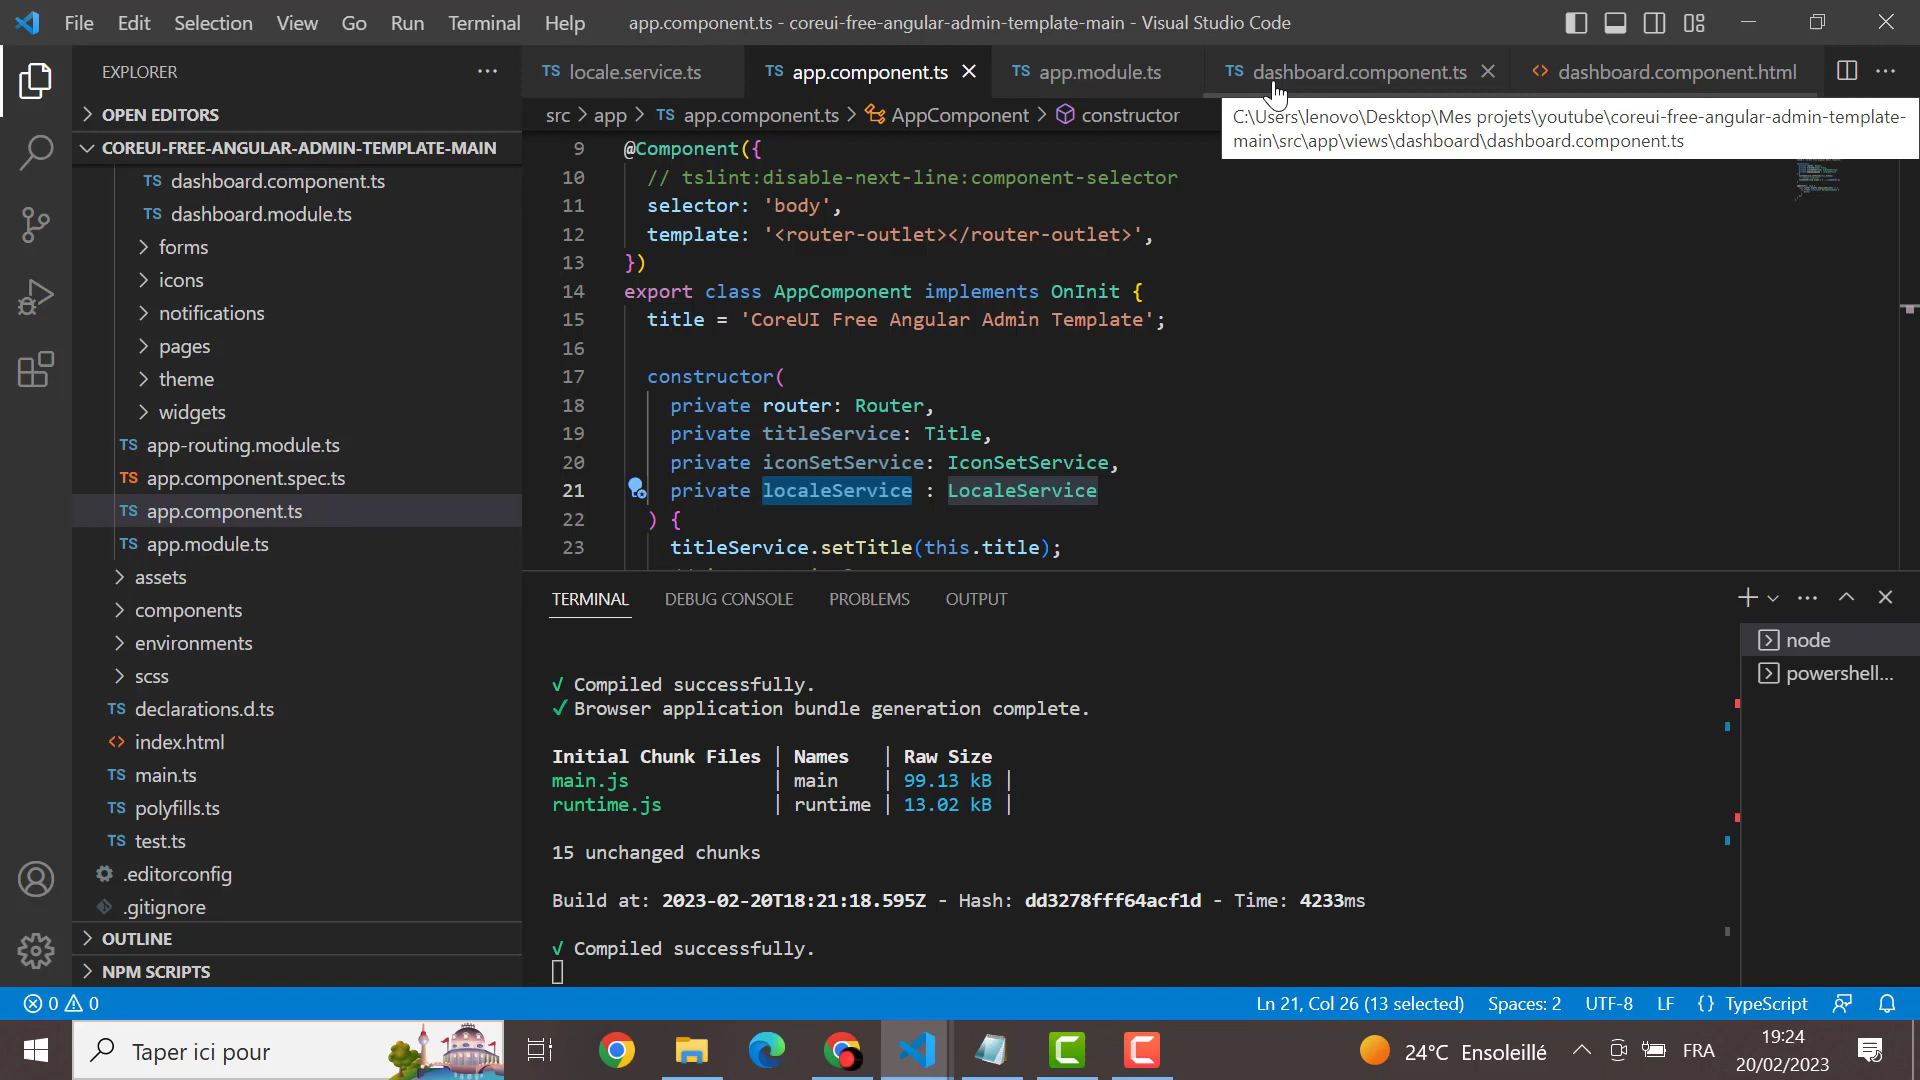 File Edit Selection View Go Run Terminal Help
app.component.ts - coreui-free-angular-admin-template-main - Visual Studio Code
EXPLORER
OPEN EDITORS
COREUI-FREE-ANGULAR-ADMIN-TEMPLATE-MAIN
TS dashboard.component.ts
TS dashboard.module.ts
forms
icons
notifications
pages
theme
widgets
TS app-routing.module.ts
TS app.component.spec.ts
TS app.component.ts
TS app.module.ts
assets
components
environments
scss
TS declarations.d.ts
<> index.html
TS main.ts
TS polyfills.ts
TS test.ts
.editorconfig
.gitignore
OUTLINE
NPM SCRIPTS
TS locale.service.ts
TS app.component.ts
TS app.module.ts
TS dashboard.component.ts
<> dashboard.component.html
src > app > TS app.component.ts > AppComponent > constructor
C:\Users\lenovo\Desktop\Mes projets\youtube\coreui-free-angular-admin-template-
main\src\app\views\dashboard\dashboard.component.ts
9 @Component({
10 // tslint:disable-next-line:component-selector
11 selector: 'body',
12 template: '<router-outlet></router-outlet>',
13 })
14 export class AppComponent implements OnInit {
15 title = 'CoreUI Free Angular Admin Template';
16
17 constructor(
18 private router: Router,
19 private titleService: Title,
20 private iconSetService: IconSetService,
21 private localeService : LocaleService
22 ) {
23 titleService.setTitle(this.title);
TERMINAL DEBUG CONSOLE PROBLEMS OUTPUT
node
powershell...
√ Compiled successfully.
✓ Browser application bundle generation complete.
Initial Chunk Files | Names | Raw Size
main.js | main | 99.13 kB |
runtime.js | runtime | 13.02 kB |
15 unchanged chunks
Build at: 2023-02-20T18:21:18.595Z - Hash: dd3278fff64acf1d - Time: 4233ms
√ Compiled successfully.
0 0
Ln 21, Col 26 (13 selected) Spaces: 2 UTF-8 LF {} TypeScript
Taper ici pour
24°C Ensoleillé
FRA
19:24
20/02/2023